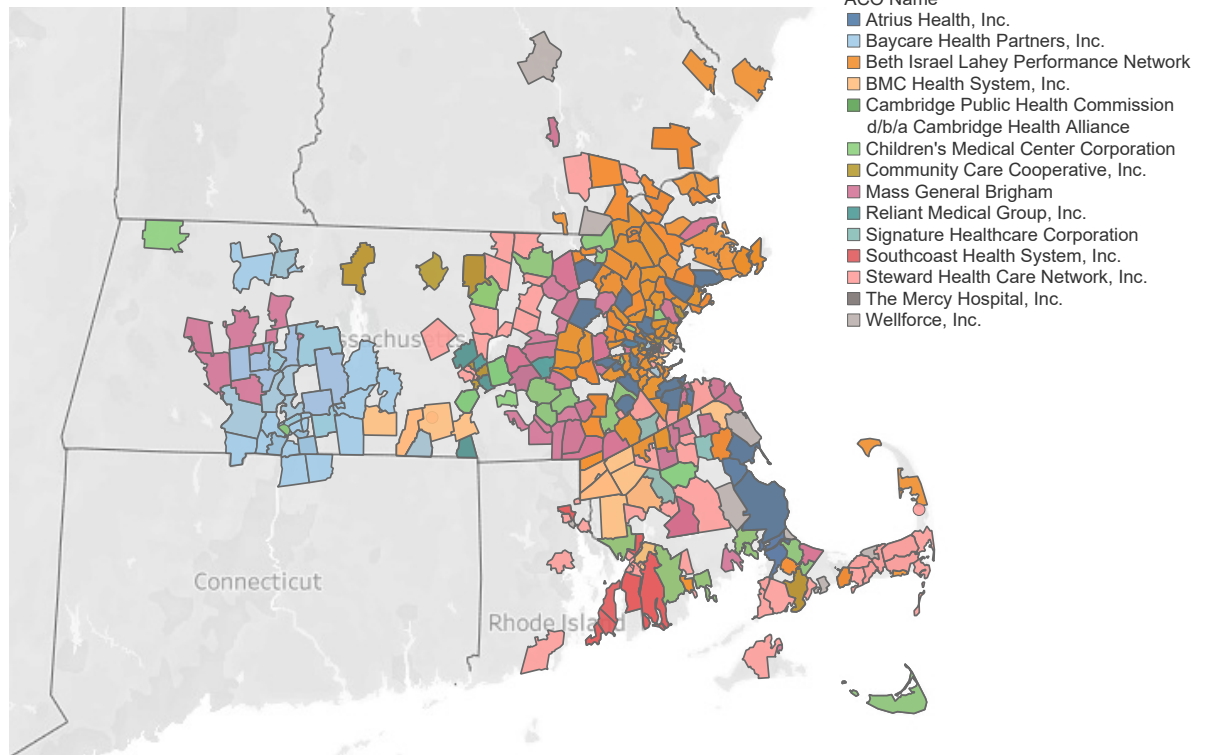 ACO Name
Atrius Health, Inc.
Baycare Health Partners, Inc.
Beth Israel Lahey Performance Network
BMC Health System, Inc.
Cambridge Public Health Commission
d/b/a Cambridge Health Alliance
Children's Medical Center Corporation
Community Care Cooperative, Inc.
Mass General Brigham
Reliant Medical Group, Inc.
Signature Healthcare Corporation
Southcoast Health System, Inc.
Steward Health Care Network, Inc.
The Mercy Hospital, Inc.
Wellforce, Inc.
ssachusetts
Connecticut
Rhode Island